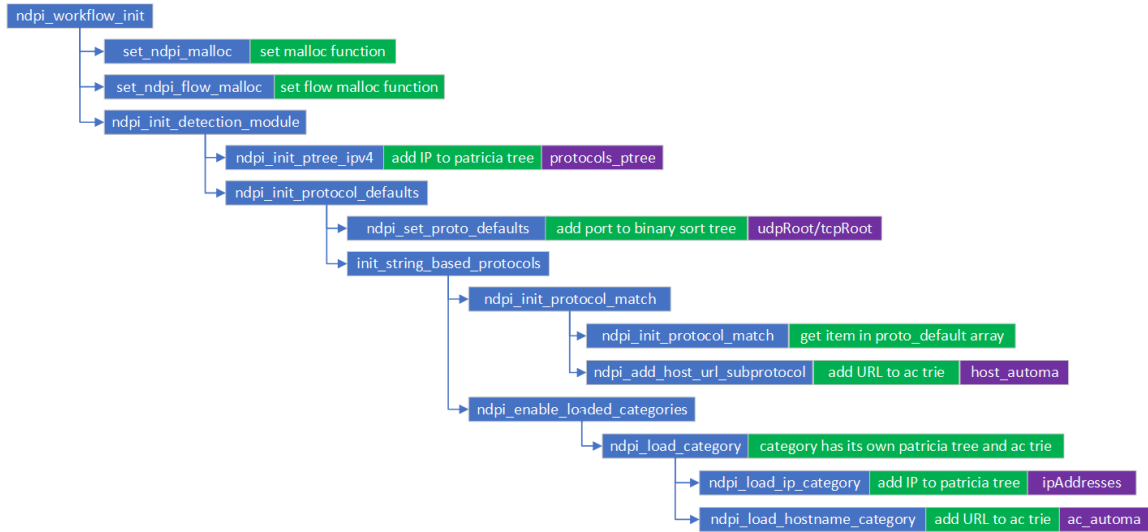 ndpi_workflow_init
set_ndpi_malloc set malloc function
set_ndpi_flow_malloc set flow malloc function
ndpi_init_detection_module
ndpi_init_ptree_ipv4 add IP to patricia tree protocols_ptree
ndpi_init_protocol_defaults
ndpi_set_proto_defaults add port to binary sort tree udpRoot/tcpRoot
init_string_based_protocols
ndpi_init_protocol_match
ndpi_init_protocol_match get item in proto_default array
ndpi_add_host_url_subprotocol add URL to ac trie host_automa
ndpi_enable_loaded_categories
ndpi_load_category category has its own patricia tree and ac trie
ndpi_load_ip_category add IP to patricia tree ipAddresses
ndpi_load_hostname_category add URL to ac trie ac_automa